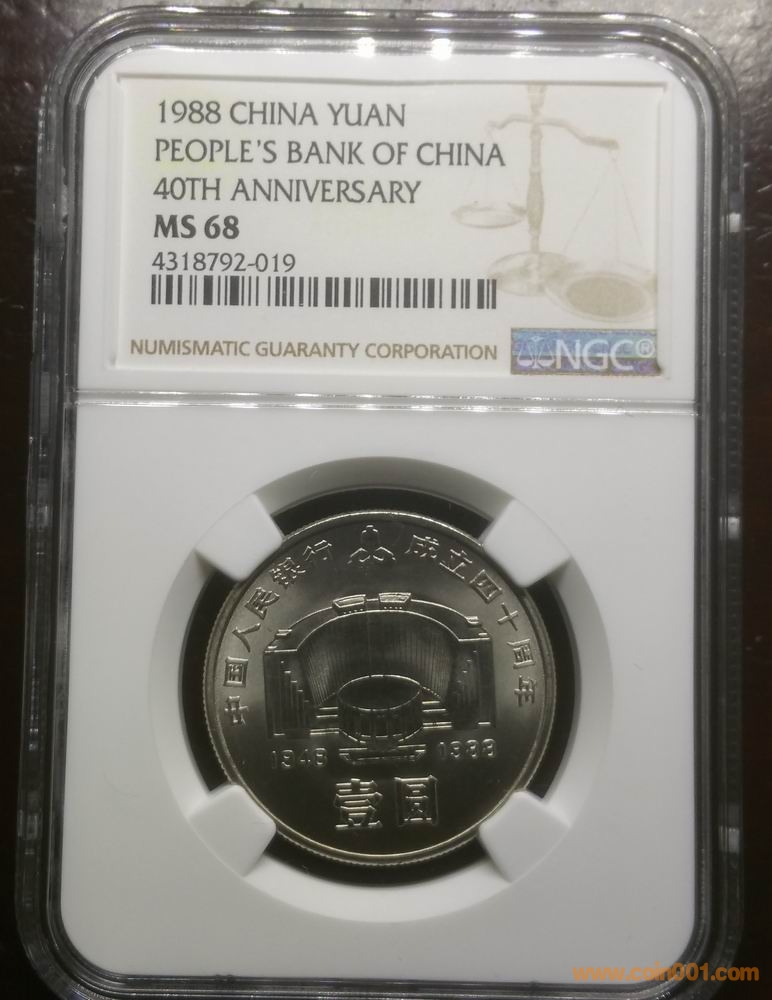 1988 CHINA YUAN
PEOPLE'S BANK OF CHINA
40TH ANNIVERSARY
MS 68
4318792-019
NUMISMATIC GUARANTY CORPORATION
NGC®
中国人民银行 成立四十周年
1948 1988
壹圆
www.coin001.com